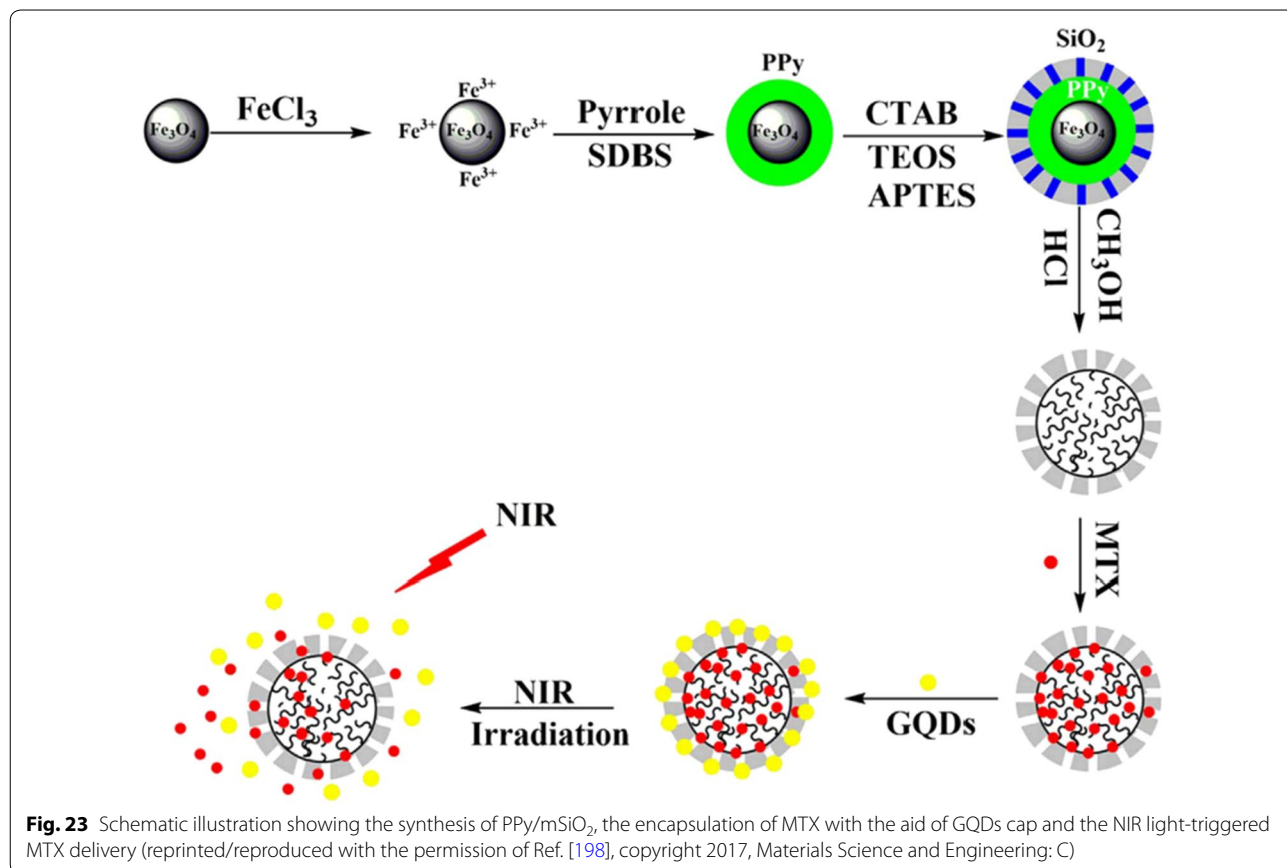 SiO₂
PPy
PPy
Fe₃O₄
FeCl₃
Fe³⁺
Fe³⁺
Fe₃O₄
Fe³⁺
Fe³⁺
Pyrrole
SDBS
Fe₃O₄
CTAB
TEOS
APTES
Fe₃O₄
CH₃OH
HCl
MTX
GQDs
NIR
Irradiation
NIR
Fig. 23 Schematic illustration showing the synthesis of PPy/mSiO₂, the encapsulation of MTX with the aid of GQDs cap and the NIR light-triggered
MTX delivery (reprinted/reproduced with the permission of Ref. [198], copyright 2017, Materials Science and Engineering: C)